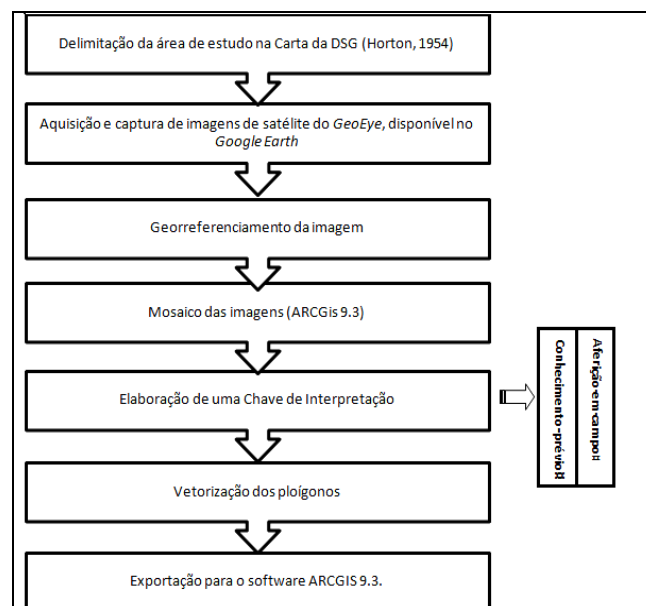 Delimitação da área de estudo na Carta da DSG (Horton, 1954)
Aquisição e captura de imagens de satélite do GeoEye, disponível no
Google Earth
Georreferenciamento da imagem
Mosaico das imagens (ARCGis 9.3)
Elaboração de uma Chave de Interpretação
Aferição-em-campo¤
Conhecimento-prévio¤
Vetorização dos ploígonos
Exportação para o software ARCGIS 9.3.